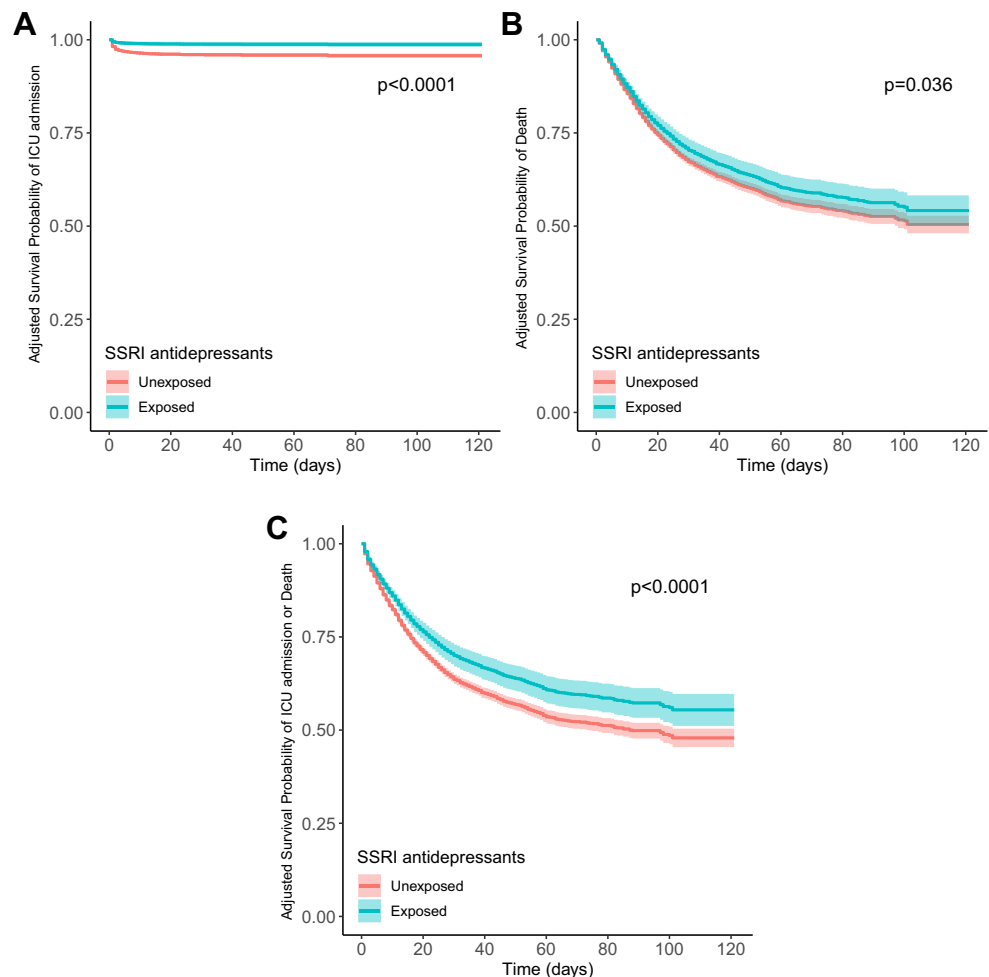 A
Adjusted Survival Probability of ICU admission
1.00
0.75
0.50
0.25
0.00
p<0.0001
SSRI antidepressants
Unexposed
Exposed
0 20 40 60 80 100 120
Time (days)
B
Adjusted Survival Probability of Death
1.00
0.75
0.50
0.25
0.00
p=0.036
SSRI antidepressants
Unexposed
Exposed
0 20 40 60 80 100 120
Time (days)
C
Adjusted Survival Probability of ICU admission or Death
1.00
0.75
0.50
0.25
0.00
p<0.0001
SSRI antidepressants
Unexposed
Exposed
0 20 40 60 80 100 120
Time (days)